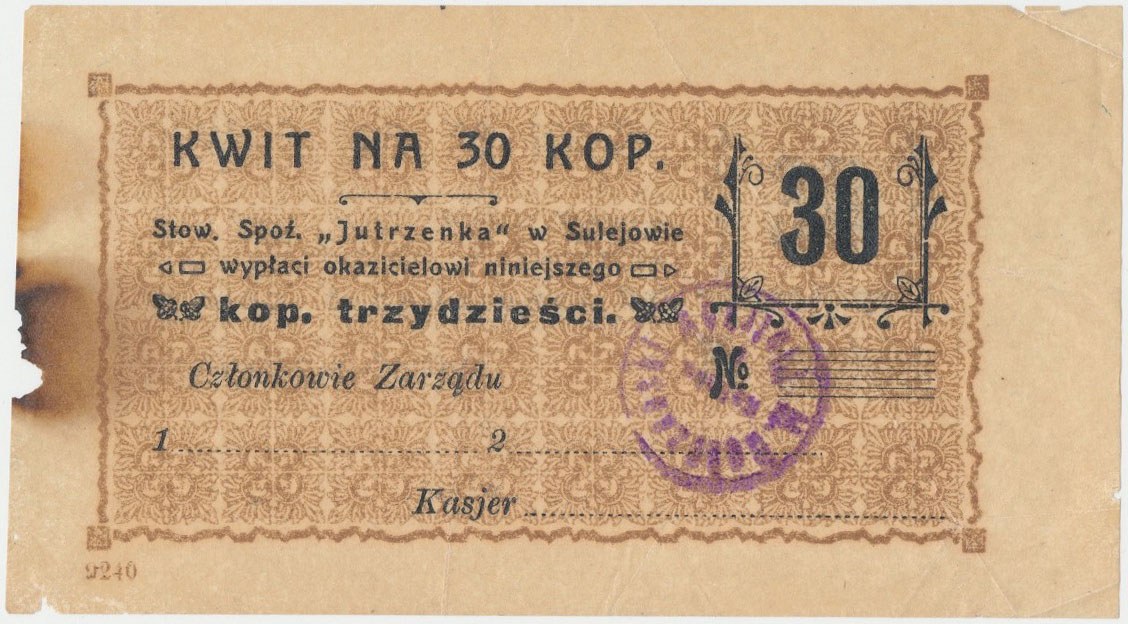 KWIT NA 30 KOP.
30
Stow. Spoź. „Jutrzenka“ w Sulejowie
wypłaci okazicielowi niniejszego
kop. trzydzieści.
Członkowie Zarządu
№
1 2
Kasjer
9240